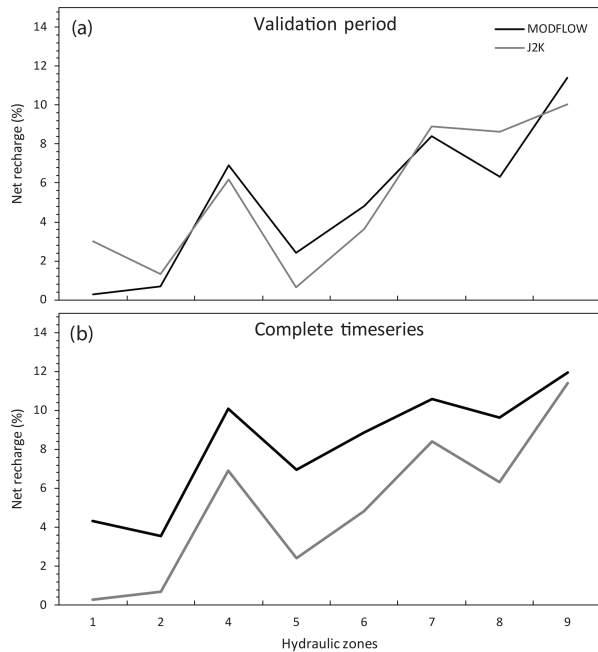 (a)
Validation period
MODFLOW
J2K
14
12
10
8
6
4
2
0
Net recharge (%)
(b)
Complete timeseries
14
12
10
8
6
4
2
0
Net recharge (%)
1 2 4 5 6 7 8 9
Hydraulic zones